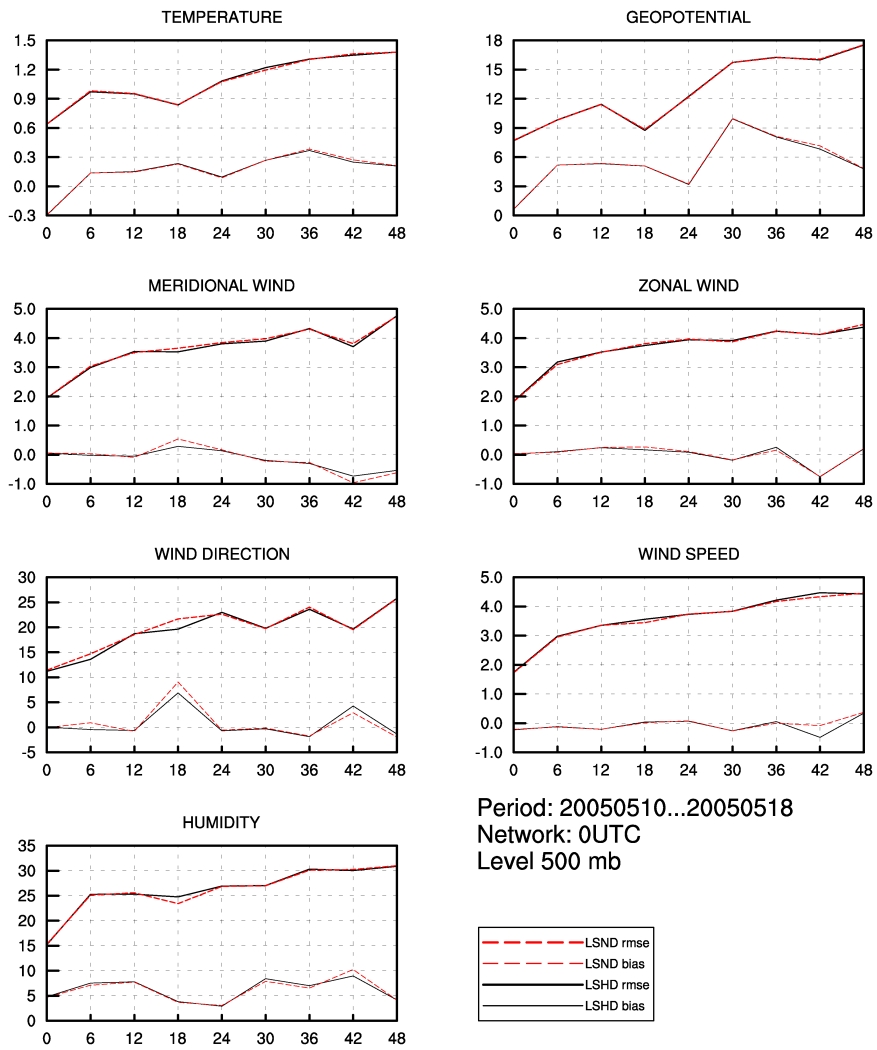 TEMPERATURE
1.5
1.2
0.9
0.6
0.3
0.0
-0.3
0 6 12 18 24 30 36 42 48
GEOPOTENTIAL
18
15
12
9
6
3
0
0 6 12 18 24 30 36 42 48
MERIDIONAL WIND
5.0
4.0
3.0
2.0
1.0
0.0
-1.0
0 6 12 18 24 30 36 42 48
ZONAL WIND
5.0
4.0
3.0
2.0
1.0
0.0
-1.0
0 6 12 18 24 30 36 42 48
WIND DIRECTION
30
25
20
15
10
5
0
-5
0 6 12 18 24 30 36 42 48
WIND SPEED
5.0
4.0
3.0
2.0
1.0
0.0
-1.0
0 6 12 18 24 30 36 42 48
HUMIDITY
35
30
25
20
15
10
5
0
0 6 12 18 24 30 36 42 48
Period: 20050510...20050518
Network: 0UTC
Level 500 mb
LSND rmse
LSND bias
LSHD rmse
LSHD bias